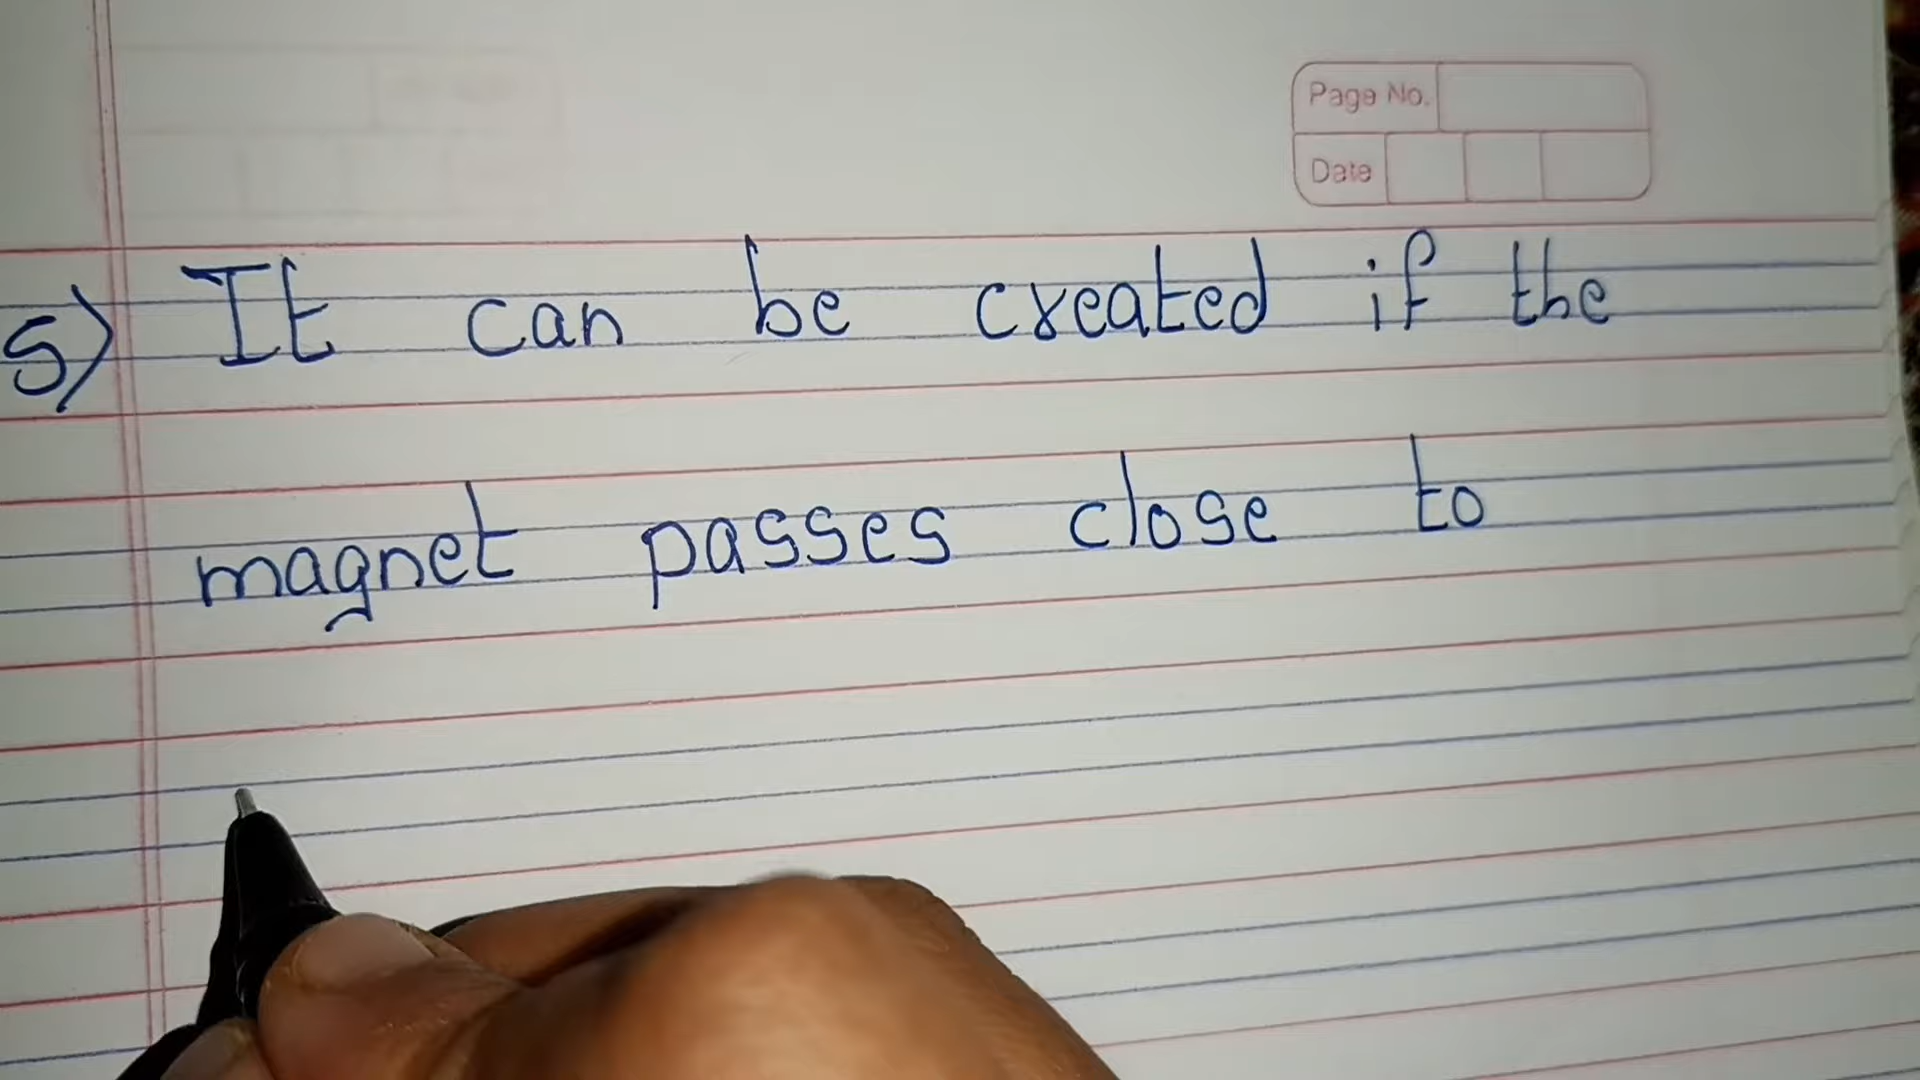 Page No.
Date
5) It can be created if the
magnet passes close to